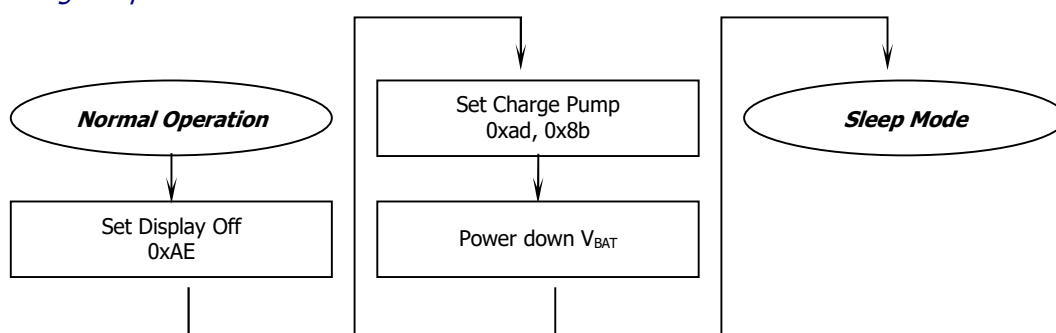 Normal Operation
Set Display Off
0xAE
Set Charge Pump
0xad, 0x8b
Power down VBAT
Sleep Mode